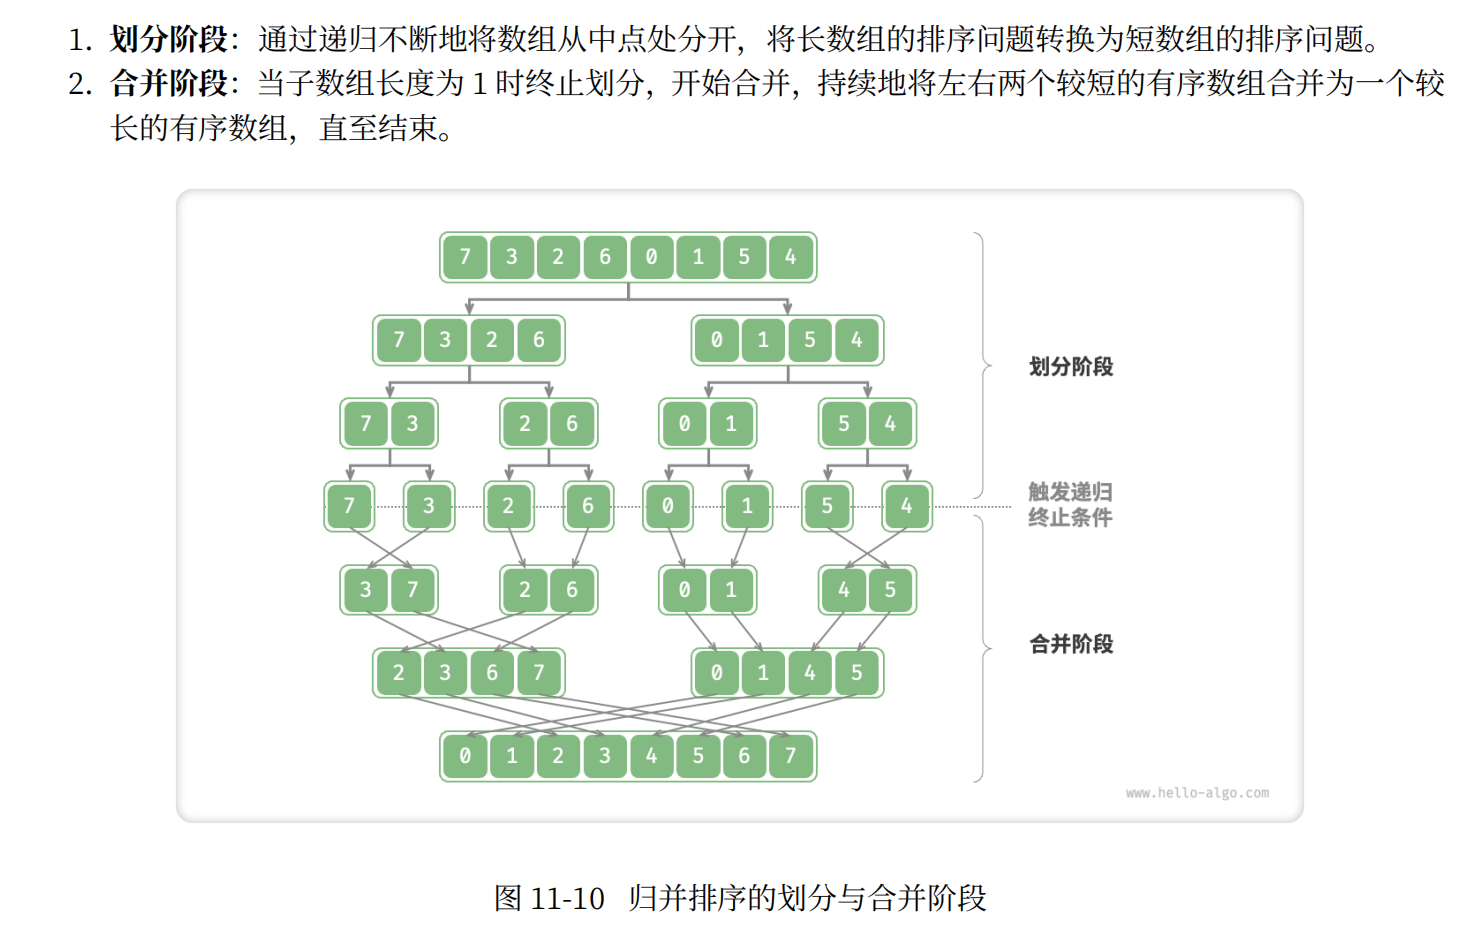 1. 划分阶段：通过递归不断地将数组从中点处分开，将长数组的排序问题转换为短数组的排序问题。
2. 合并阶段：当子数组长度为 1 时终止划分，开始合并，持续地将左右两个较短的有序数组合并为一个较
长的有序数组，直至结束。
7 3 2 6 0 1 5 4
7 3 2 6 0 1 5 4
划分阶段
7 3 2 6 0 1 5 4
7 3 2 6 0 1 5 4
触发递归
终止条件
3 7 2 6 0 1 4 5
合并阶段
2 3 6 7 0 1 4 5
0 1 2 3 4 5 6 7
www.hello-algo.com
图 11-10 归并排序的划分与合并阶段